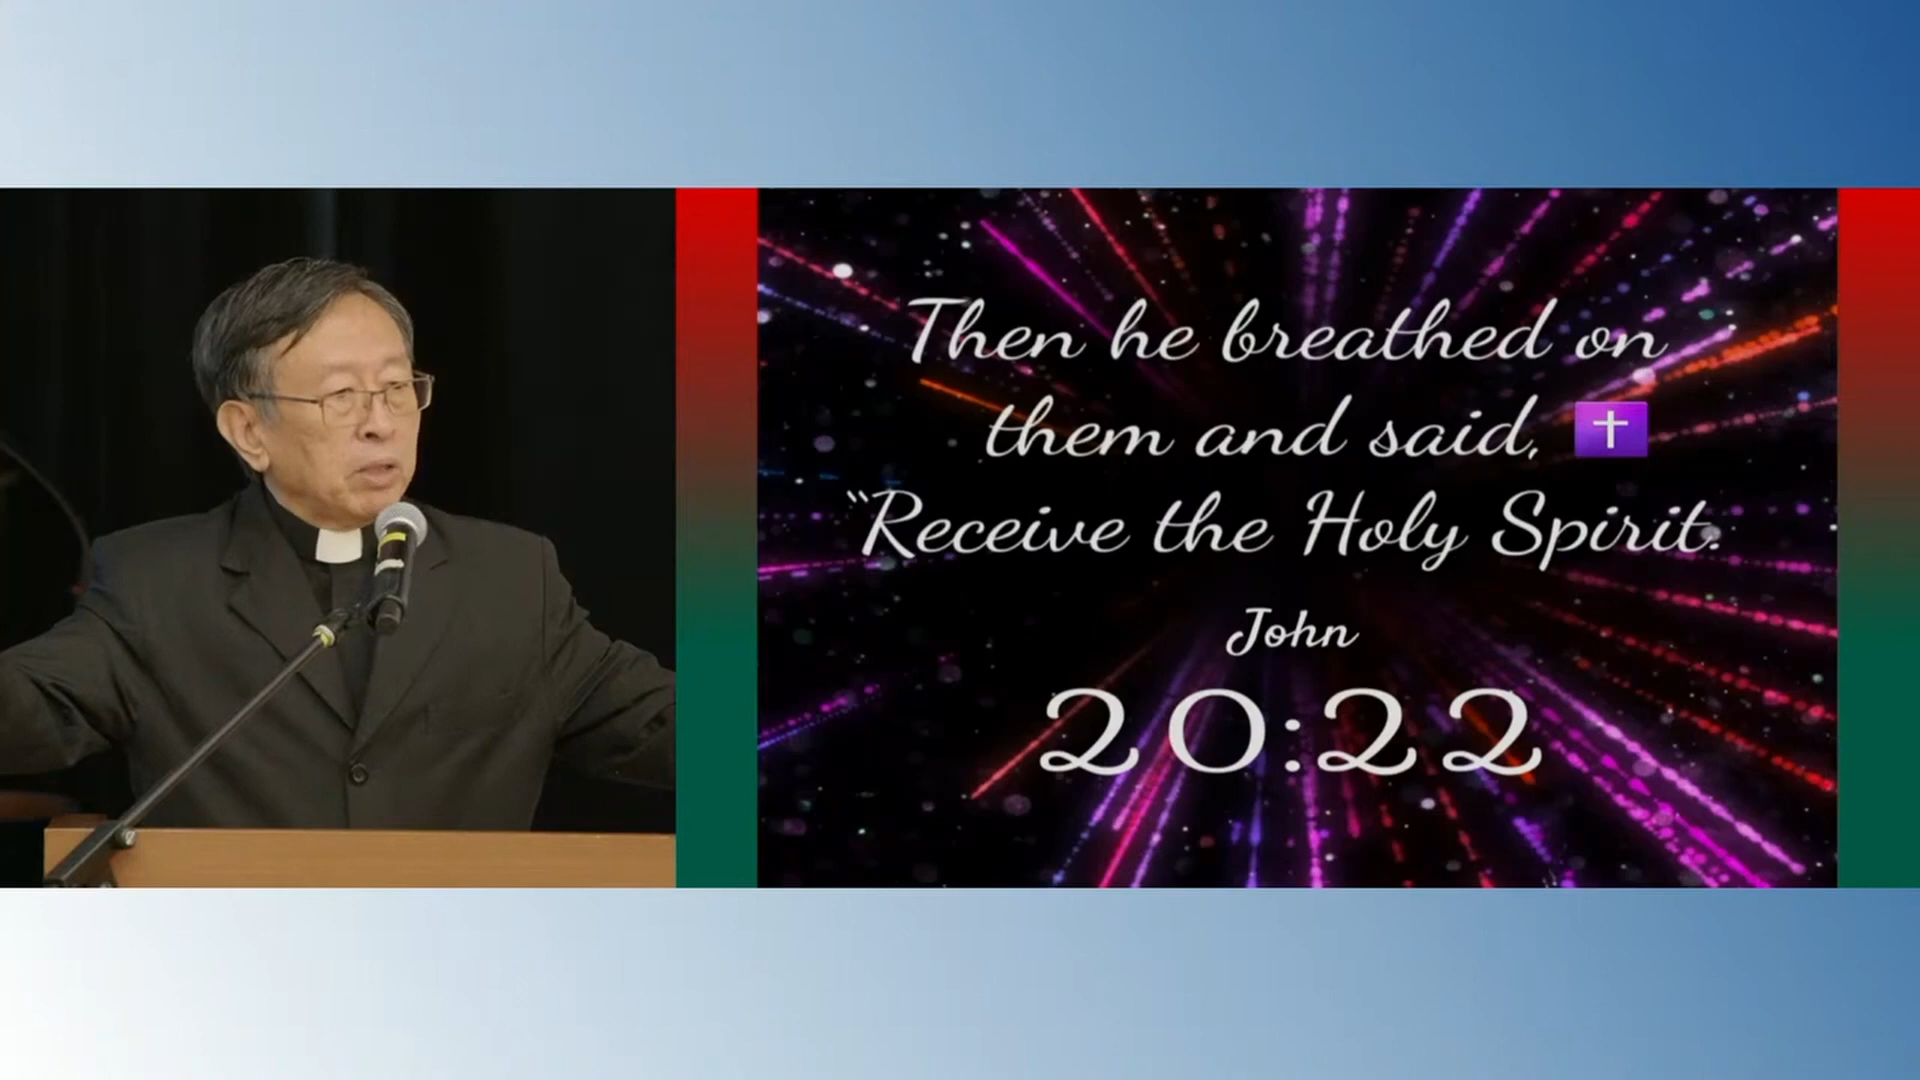 Then he breathed on
them and said, ✝️
“Receive the Holy Spirit.
John
20:22